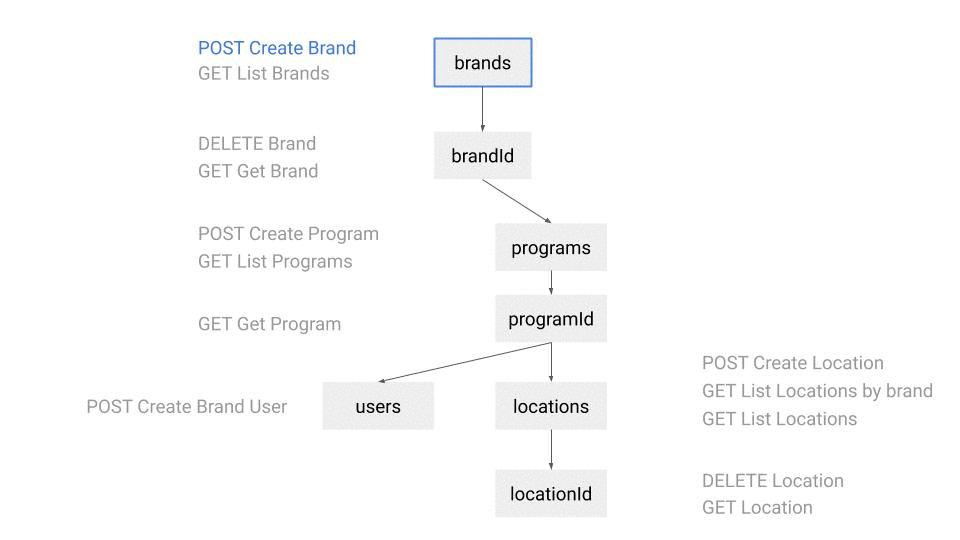 POST Create Brand
GET List Brands
brands
DELETE Brand
GET Get Brand
brandId
POST Create Program
GET List Programs
programs
GET Get Program
programId
POST Create Brand User
users
locations
POST Create Location
GET List Locations by brand
GET List Locations
locationId
DELETE Location
GET Location